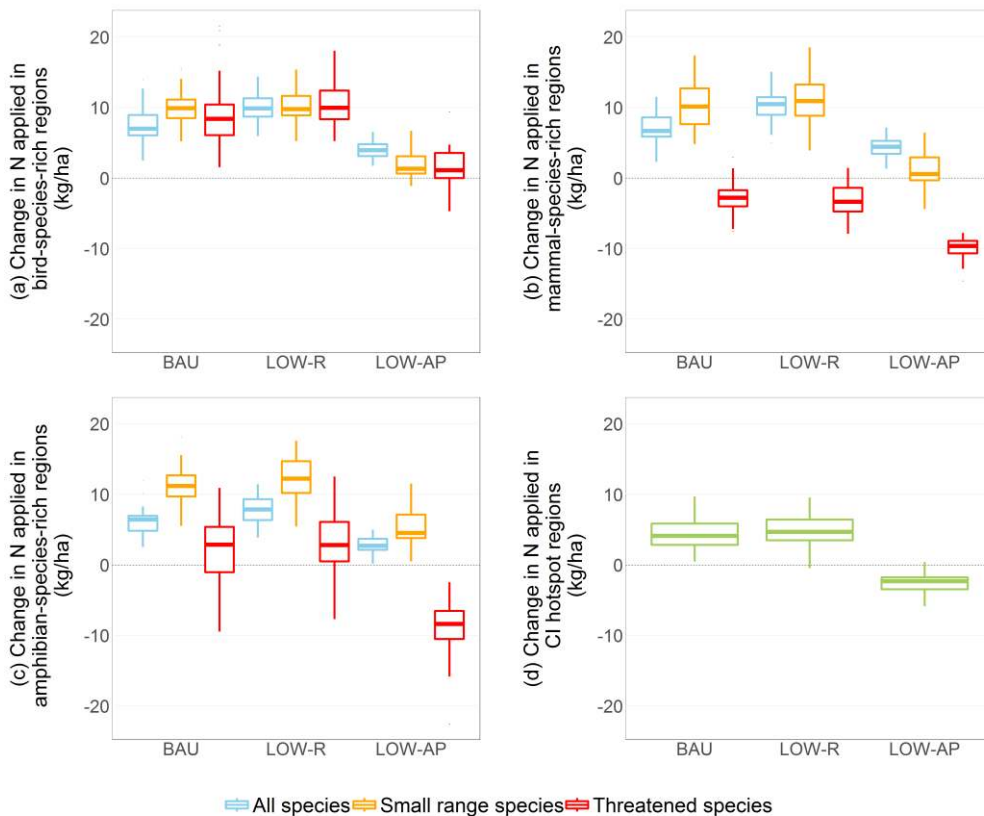 (a) Change in N applied in
bird-species-rich regions
(kg/ha)
20
10
0
-10
-20
BAU LOW-R LOW-AP
(b) Change in N applied in
mammal-species-rich regions
(kg/ha)
20
10
0
-10
-20
BAU LOW-R LOW-AP
(c) Change in N applied in
amphibian-species-rich regions
(kg/ha)
20
10
0
-10
-20
BAU LOW-R LOW-AP
(d) Change in N applied in
CI hotspot regions
(kg/ha)
20
10
0
-10
-20
BAU LOW-R LOW-AP
All species Small range species Threatened species